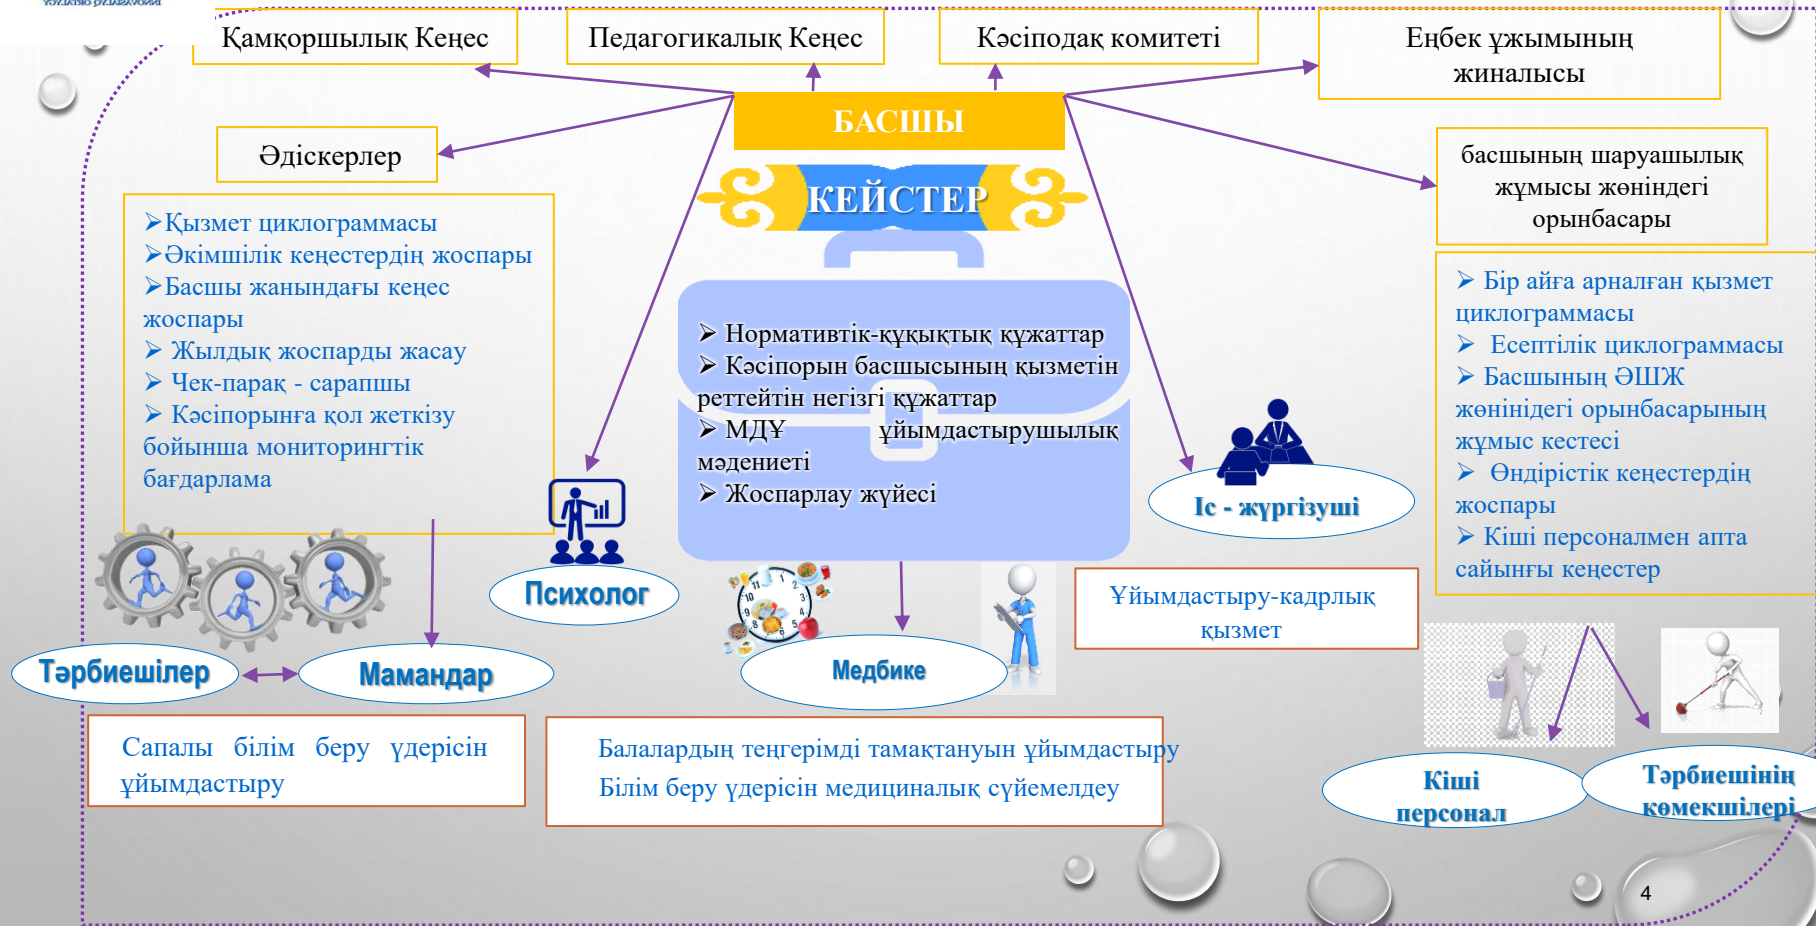 INNOVASIALYQ ORTALYǴY
Қамқоршылық Кеңес
Педагогикалық Кеңес
Кәсіподақ комитеті
Еңбек ұжымының
жиналысы
БАСШЫ
Әдіскерлер
басшының шаруашылық
жұмысы жөніндегі
орынбасары
КЕЙСТЕР
➢Қызмет циклограммасы
➢Әкімшілік кеңестердің жоспары
➢Басшы жанындағы кеңес
жоспары
➢ Жылдық жоспарды жасау
➢ Чек-парақ - сарапшы
➢ Кәсіпорынға қол жеткізу
бойынша мониторингтік
бағдарлама
➢ Нормативтік-құқықтық құжаттар
➢ Кәсіпорын басшысының қызметін
реттейтін негізгі құжаттар
➢ МДҰ ұйымдастырушылық
мәдениеті
➢ Жоспарлау жүйесі
➢ Бір айға арналған қызмет
циклограммасы
➢ Есептілік циклограммасы
➢ Басшының ӘШЖ
жөнінідегі орынбасарының
жұмыс кестесі
➢ Өндірістік кеңестердің
жоспары
➢ Кіші персоналмен апта
сайынғы кеңестер
Іс - жүргізуші
Психолог
Ұйымдастыру-кадрлық
қызмет
Тәрбиешілер
Мамандар
Медбике
Сапалы білім беру үдерісін
ұйымдастыру
Балалардың теңгерімді тамақтануын ұйымдастыру
Білім беру үдерісін медициналық сүйемелдеу
Кіші
персонал
Тәрбиешінің
көмекшілері
4